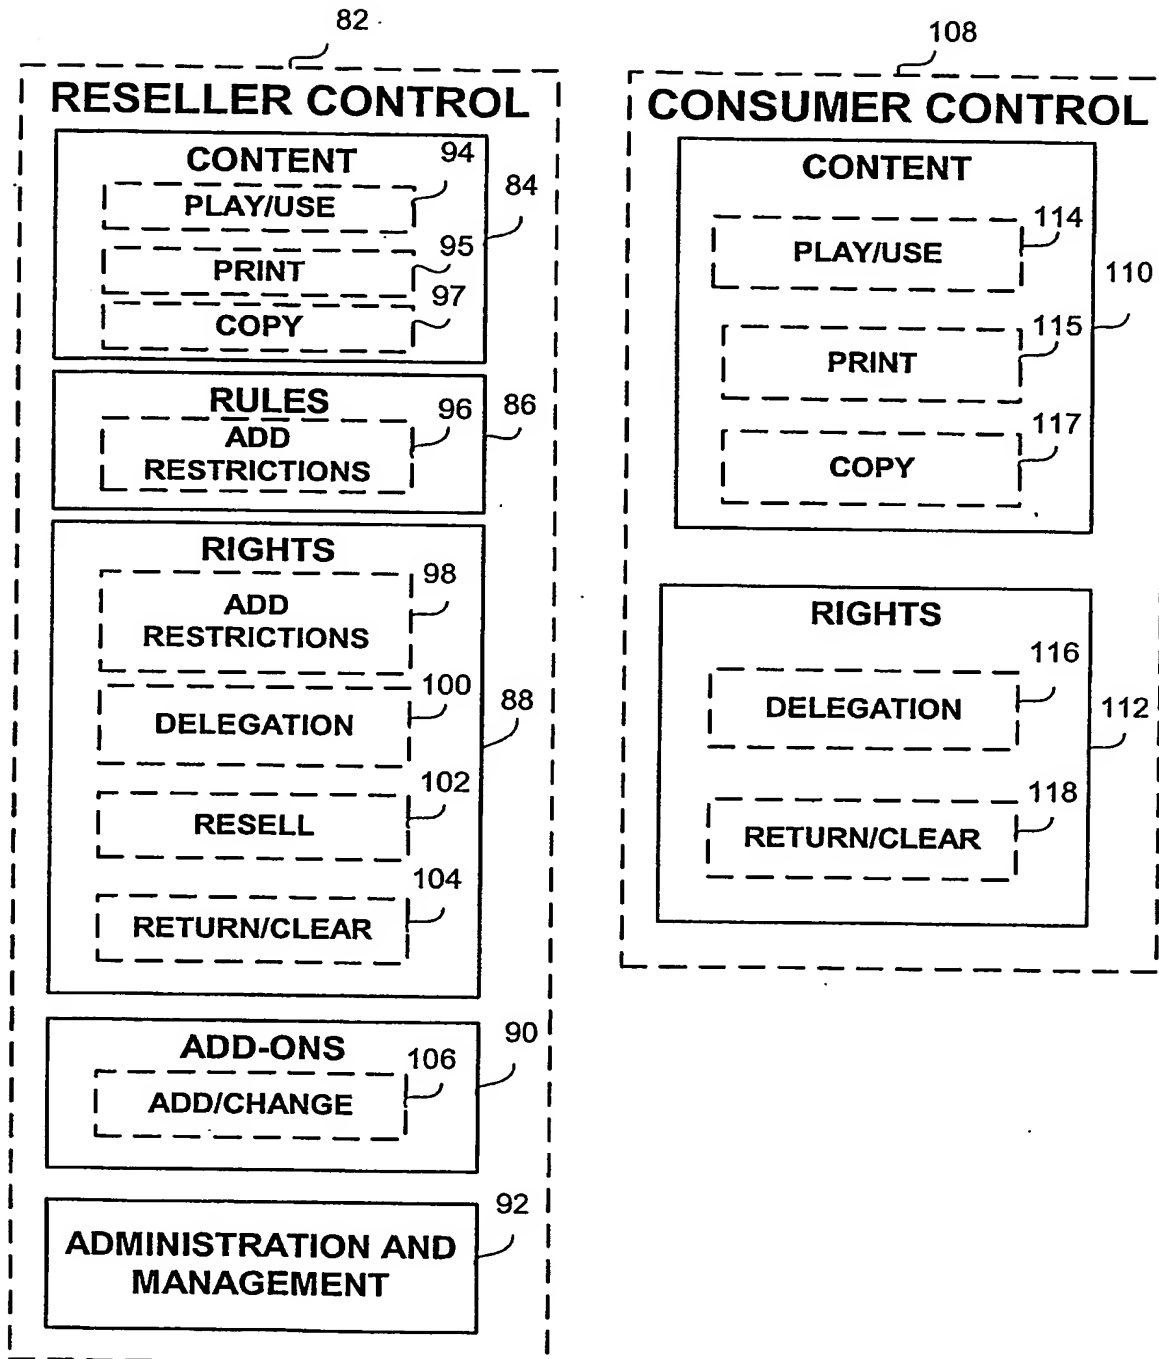 82
RESELLER CONTROL
CONTENT
94
PLAY/USE
84
95
PRINT
97
COPY
RULES
96
86
ADD
RESTRICTIONS
RIGHTS
98
ADD
RESTRICTIONS
100
DELEGATION
88
102
RESELL
104
RETURN/CLEAR
90
ADD-ONS
106
ADD/CHANGE
92
ADMINISTRATION AND
MANAGEMENT
108
CONSUMER CONTROL
CONTENT
114
PLAY/USE
110
115
PRINT
117
COPY
RIGHTS
116
DELEGATION
112
118
RETURN/CLEAR